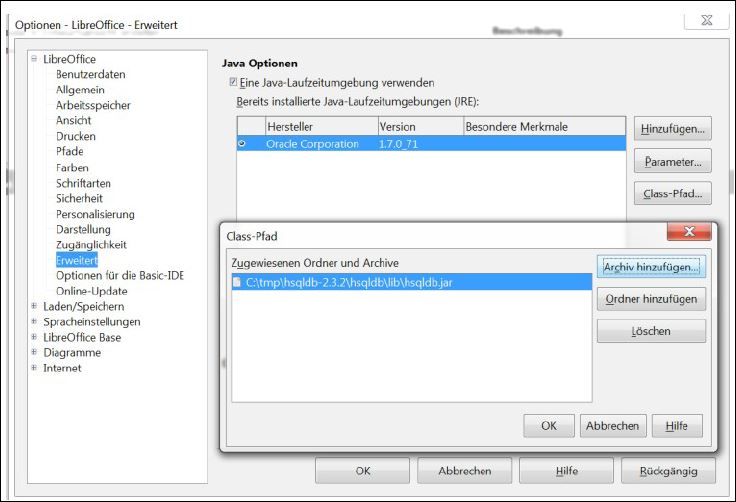 Optionen - LibreOffice - Erweitert
LibreOffice
Benutzerdaten
Allgemein
Arbeitsspeicher
Ansicht
Drucken
Pfade
Farben
Schriftarten
Sicherheit
Personalisierung
Darstellung
Zugänglichkeit
Erweitert
Optionen für die Basic-IDE
Online-Update
Laden/Speichern
Spracheinstellungen
LibreOffice Base
Diagramme
Internet
Java Optionen
Eine Java-Laufzeitumgebung verwenden
Bereits installierte Java-Laufzeitumgebungen (JRE):
Hersteller Version Besondere Merkmale
Oracle Corporation 1.7.0_71
Hinzufügen...
Parameter...
Class-Pfad...
Class-Pfad
Zugewiesenen Ordner und Archive
C:\tmp\hsqldb-2.3.2\hsqldb\lib\hsqldb.jar
Archiv hinzufügen...
Ordner hinzufügen
Löschen
OK Abbrechen Hilfe
OK Abbrechen Hilfe Rückgängig